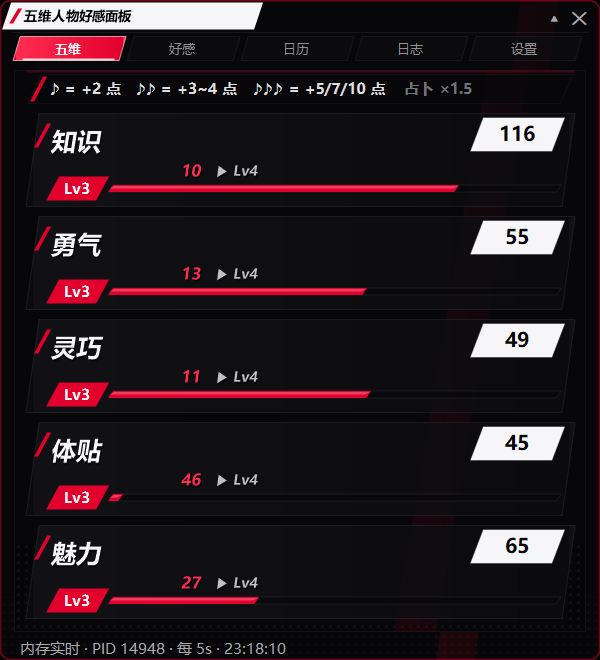 五维人物好感面板
五维 好感 日历 日志 设置
♪ = +2 点 ♪♪ = +3~4 点 ♪♪♪ = +5/7/10 点 占卜 ×1.5
知识 116
10 ▶ Lv4
Lv3
勇气 55
13 ▶ Lv4
Lv3
灵巧 49
11 ▶ Lv4
Lv3
体贴 45
46 ▶ Lv4
Lv3
魅力 65
27 ▶ Lv4
Lv3
内存实时 · PID 14948 · 每 5s · 23:18:10